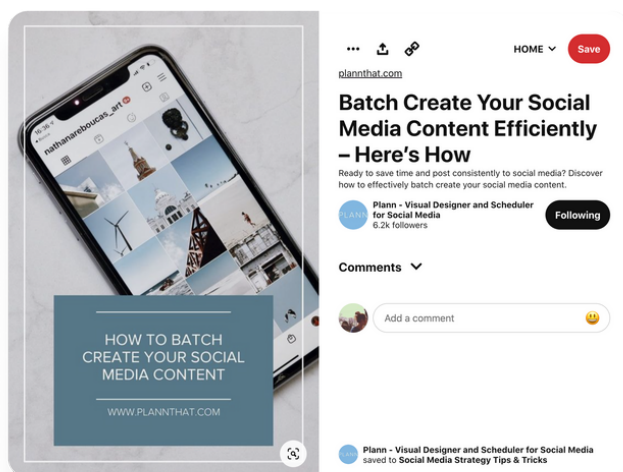 16:36
nathanareboucas_art
HOW TO BATCH
CREATE YOUR SOCIAL
MEDIA CONTENT
WWW.PLANNTHAT.COM
HOME
Save
plannthat.com
Batch Create Your Social
Media Content Efficiently
– Here's How
Ready to save time and post consistently to social media? Discover
how to effectively batch create your social media content.
PLANN
Plann - Visual Designer and Scheduler
for Social Media
6.2k followers
Following
Comments
Add a comment
Plann - Visual Designer and Scheduler for Social Media
saved to Social Media Strategy Tips & Tricks